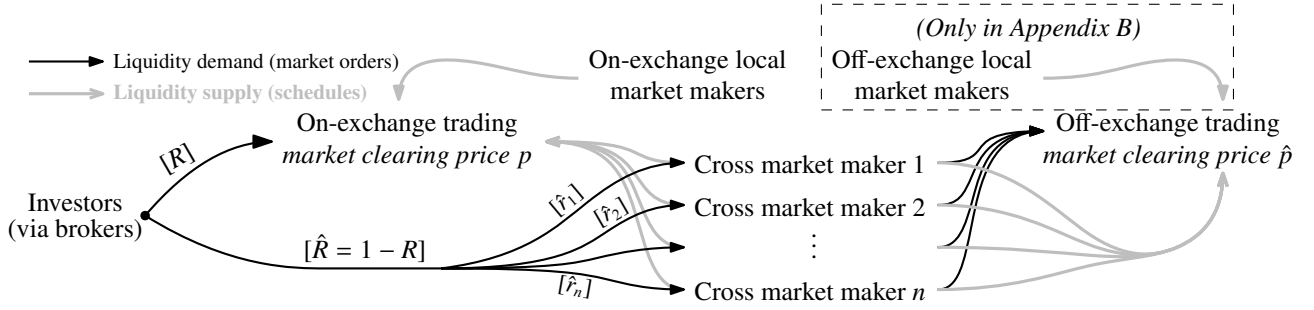 (Only in Appendix B)
Liquidity demand (market orders)
Liquidity supply (schedules)
On-exchange local
market makers
Off-exchange local
market makers
On-exchange trading
market clearing price p
Off-exchange trading
market clearing price p̂
[R]
Investors
(via brokers)
[R̂ = 1 − R]
[r̂₁]
[r̂₂]
[r̂ₙ]
Cross market maker 1
Cross market maker 2
⋮
Cross market maker n